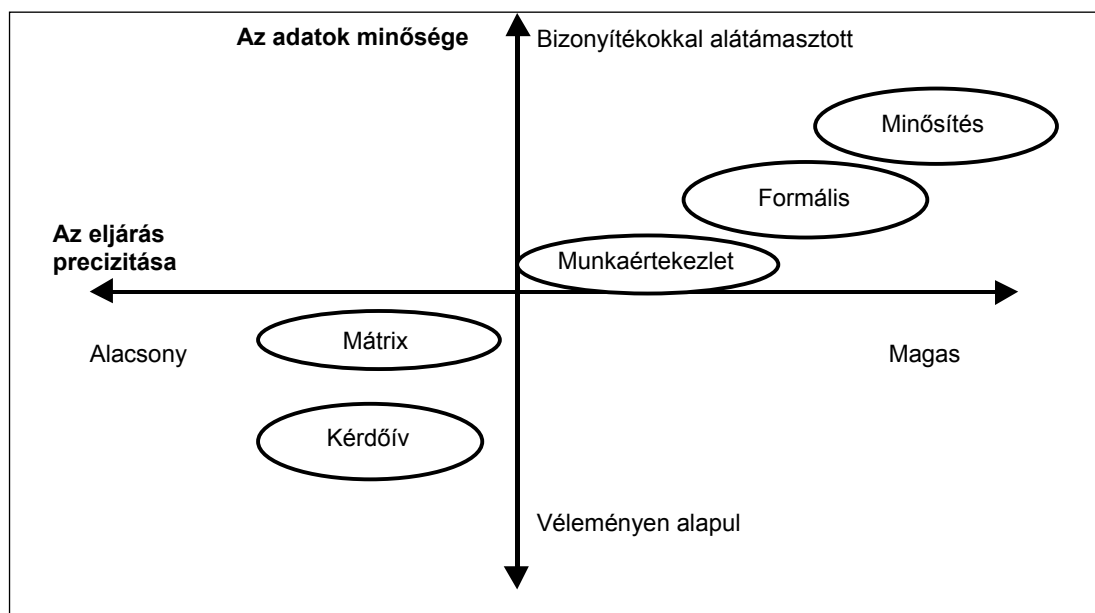 Az adatok minősége
Bizonyítékokkal alátámasztott
Minősítés
Formális
Az eljárás
precizitása
Munkaértekezlet
Alacsony
Mátrix
Magas
Kérdőív
Véleményen alapul